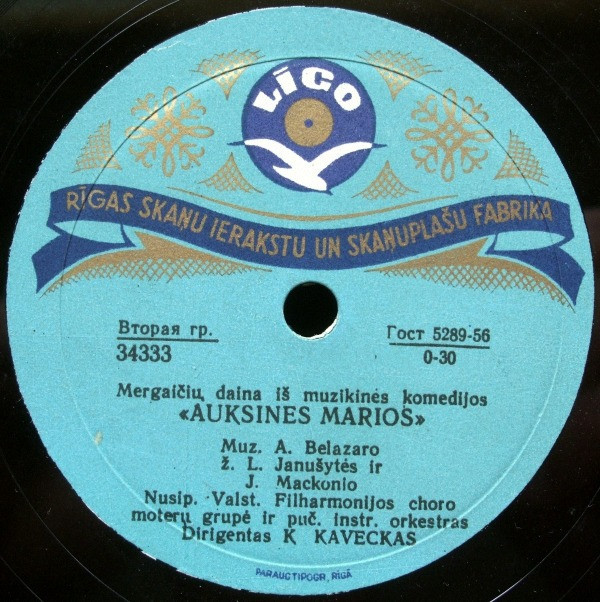 LĪGO
RĪGAS SKAŅU IERAKSTU UN SKAŅUPLAŠU FABRIKA
Вторая гр.
34333
Гост 5289-56
0-30
Mergaičių daina iš muzikinės komedijos
«AUKSINES MARIOS»
Muz. A. Belazaro
ž. L. Janušytės ir
J. Mackonio
Nusip. Valst. Filharmonijos choro
moterų grupė ir puč. instr. orkestras
Dirigentas K KAVECKAS
PARAUGTIPOGR, RĪGĀ